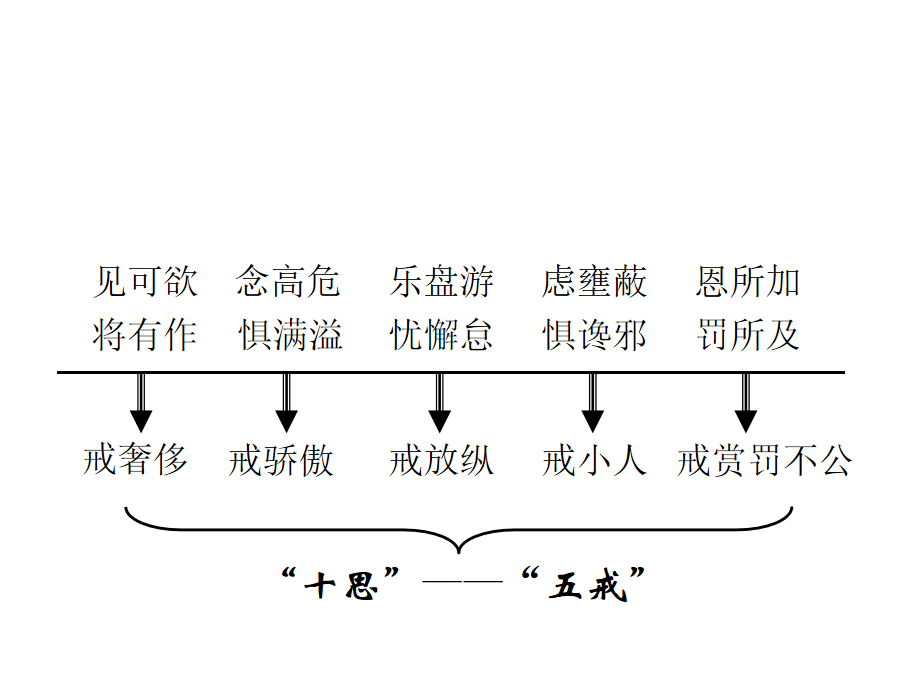 见可欲 念高危 乐盘游 虑壅蔽 恩所加
将有作 惧满溢 忧懈怠 惧谗邪 罚所及
戒奢侈 戒骄傲 戒放纵 戒小人 戒赏罚不公
“十思”——“五戒”